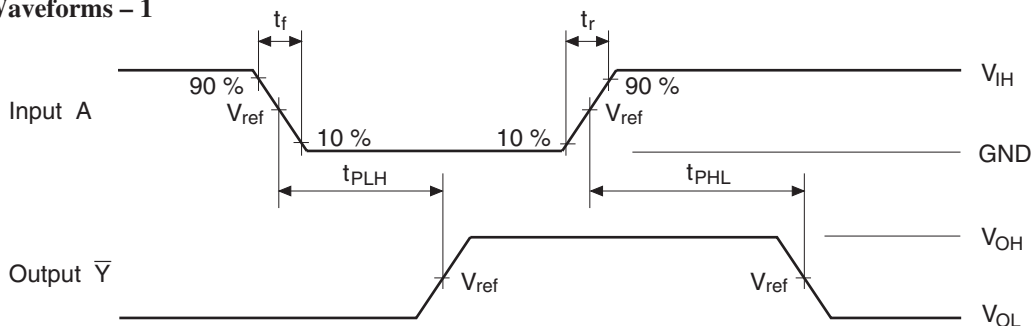 Waveforms – 1
tf
tr
90 %
90 %
VIH
Input A
Vref
Vref
10 %
10 %
GND
tPLH
tPHL
VOH
Output Y̅
Vref
Vref
VOL